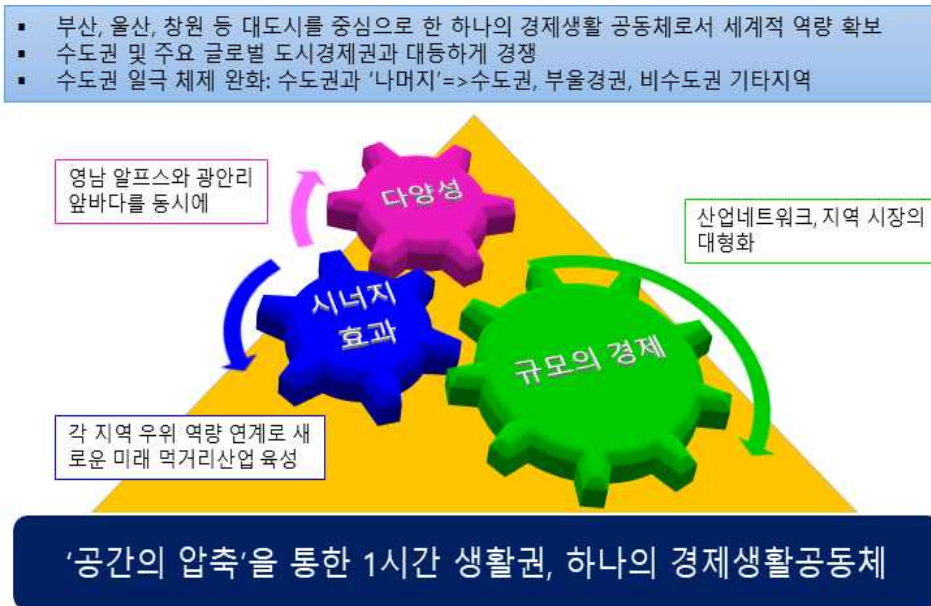 ▪ 부산, 울산, 창원 등 대도시를 중심으로 한 하나의 경제생활 공동체로서 세계적 역량 확보
▪ 수도권 및 주요 글로벌 도시경제권과 대등하게 경쟁
▪ 수도권 일극 체제 완화: 수도권과 '나머지'=>수도권, 부울경권, 비수도권 기타지역
영남 알프스와 광안리
앞바다를 동시에
다양성
산업네트워크, 지역 시장의
대형화
시너지
효과
규모의 경제
각 지역 우위 역량 연계로 새
로운 미래 먹거리산업 육성
'공간의 압축'을 통한 1시간 생활권, 하나의 경제생활공동체